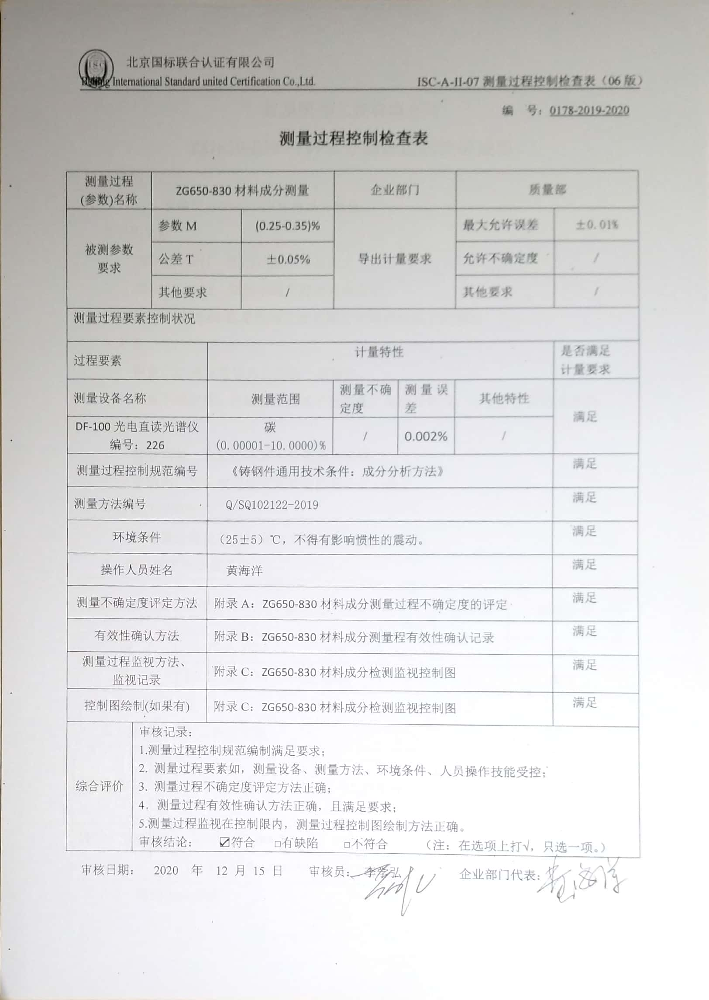 北京国标联合认证有限公司
Beijing International Standard united Certification Co.,Ltd.
ISC-A-II-07 测量过程控制检查表（06 版）
编 号：0178-2019-2020
测量过程控制检查表
测量过程
(参数)名称
ZG650-830 材料成分测量
企业部门
质量部
被测参数
要求
参数 M
(0.25-0.35)%
导出计量要求
最大允许误差
±0.01%
公差 T
±0.05%
允许不确定度
/
其他要求
/
其他要求
/
测量过程要素控制状况
过程要素
计量特性
是否满足
计量要求
测量设备名称
测量范围
测量不确
定度
测 量 误
差
其他特性
满足
DF-100 光电直读光谱仪
编号：226
碳
(0.00001-10.0000)%
/
0.002%
/
测量过程控制规范编号
《铸钢件通用技术条件：成分分析方法》
满足
测量方法编号
Q/SQ102122-2019
满足
环境条件
（25±5）℃，不得有影响惯性的震动。
满足
操作人员姓名
黄海洋
满足
测量不确定度评定方法
附录 A：ZG650-830 材料成分测量过程不确定度的评定
满足
有效性确认方法
附录 B：ZG650-830 材料成分测量程有效性确认记录
满足
测量过程监视方法、
监视记录
附录 C：ZG650-830 材料成分检测监视控制图
满足
控制图绘制(如果有)
附录 C：ZG650-830 材料成分检测监视控制图
满足
综合评价
审核记录：
1.测量过程控制规范编制满足要求；
2. 测量过程要素如，测量设备、测量方法、环境条件、人员操作技能受控；
3. 测量过程不确定度评定方法正确；
4. 测量过程有效性确认方法正确，且满足要求；
5.测量过程监视在控制限内，测量过程控制图绘制方法正确。
审核结论： ☑符合 □有缺陷 □不符合 （注：在选项上打√，只选一项。）
审核日期： 2020 年 12 月 15 日 审核员： 企业部门代表：黄海洋